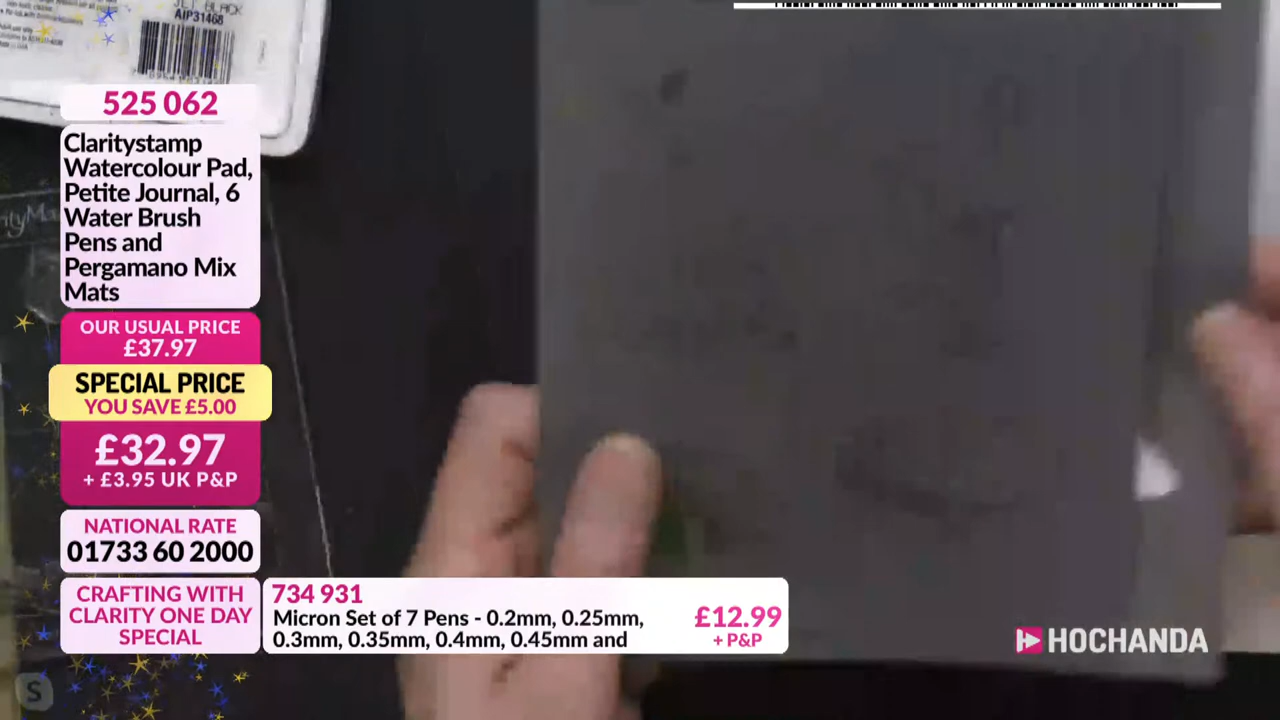 JET BLACK
AIP31468
525 062
Claritystamp
Watercolour Pad,
Petite Journal, 6
Water Brush
Pens and
Pergamano Mix
Mats
OUR USUAL PRICE
£37.97
SPECIAL PRICE
YOU SAVE £5.00
£32.97
+ £3.95 UK P&P
NATIONAL RATE
01733 60 2000
CRAFTING WITH
CLARITY ONE DAY
SPECIAL
734 931
Micron Set of 7 Pens - 0.2mm, 0.25mm,
0.3mm, 0.35mm, 0.4mm, 0.45mm and
£12.99
+ P&P
HOCHANDA
S